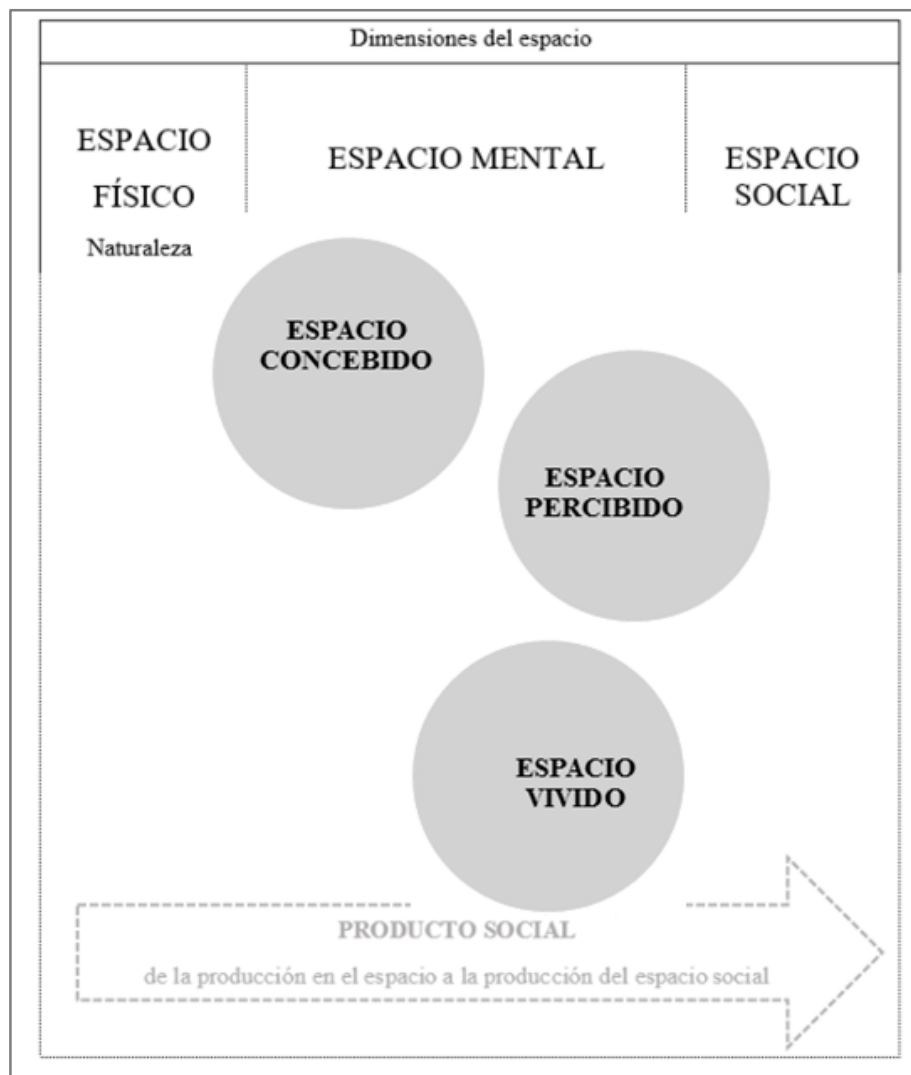 Dimensiones del espacio
ESPACIO
FÍSICO
Naturaleza
ESPACIO MENTAL
ESPACIO
SOCIAL
ESPACIO
CONCEBIDO
ESPACIO
PERCIBIDO
ESPACIO
VIVIDO
PRODUCTO SOCIAL
de la producción en el espacio a la producción del espacio social